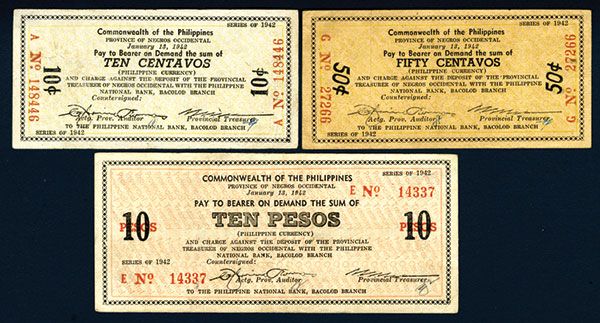 SERIES OF 1942
Commonwealth of the Philippines
PROVINCE OF NEGROS OCCIDENTAL
January 13, 1942
Pay to Bearer on Demand the sum of
TEN CENTAVOS
(PHILIPPINE CURRENCY)
AND CHARGE AGAINST THE DEPOSIT OF THE PROVINCIAL
TREASURER OF NEGROS OCCIDENTAL WITH THE PHILIPPINE
NATIONAL BANK, BACOLOD BRANCH
Countersigned:
Actg. Prov. Auditor Provincial Treasurer
SERIES OF 1942
TO THE PHILIPPINE NATIONAL BANK, BACOLOD BRANCH
A No 148446
10¢
10¢
A No 148446
SERIES OF 1942
Commonwealth of the Philippines
PROVINCE OF NEGROS OCCIDENTAL
January 13, 1942
Pay to Bearer on Demand the sum of
FIFTY CENTAVOS
(PHILIPPINE CURRENCY)
AND CHARGE AGAINST THE DEPOSIT OF THE PROVINCIAL
TREASURER OF NEGROS OCCIDENTAL WITH THE PHILIPPINE
NATIONAL BANK, BACOLOD BRANCH
Countersigned:
Actg. Prov. Auditor Provincial Treasurer
SERIES OF 1942
TO THE PHILIPPINE NATIONAL BANK, BACOLOD BRANCH
G No 27266
50¢
50¢
G No 27266
COMMONWEALTH OF THE PHILIPPINES
SERIES OF 1942
PROVINCE OF NEGROS OCCIDENTAL
January 13, 1942
E No 14337
PAY TO BEARER ON DEMAND THE SUM OF
10 PESOS
TEN PESOS
10 PESOS
(PHILIPPINE CURRENCY)
AND CHARGE AGAINST THE DEPOSIT OF THE PROVINCIAL
TREASURER OF NEGROS OCCIDENTAL WITH THE PHILIPPINE
NATIONAL BANK, BACOLOD BRANCH
SERIES OF 1942
Countersigned:
E No 14337
Actg. Prov. Auditor Provincial Treasurer
TO THE PHILIPPINE NATIONAL BANK, BACOLOD BRANCH